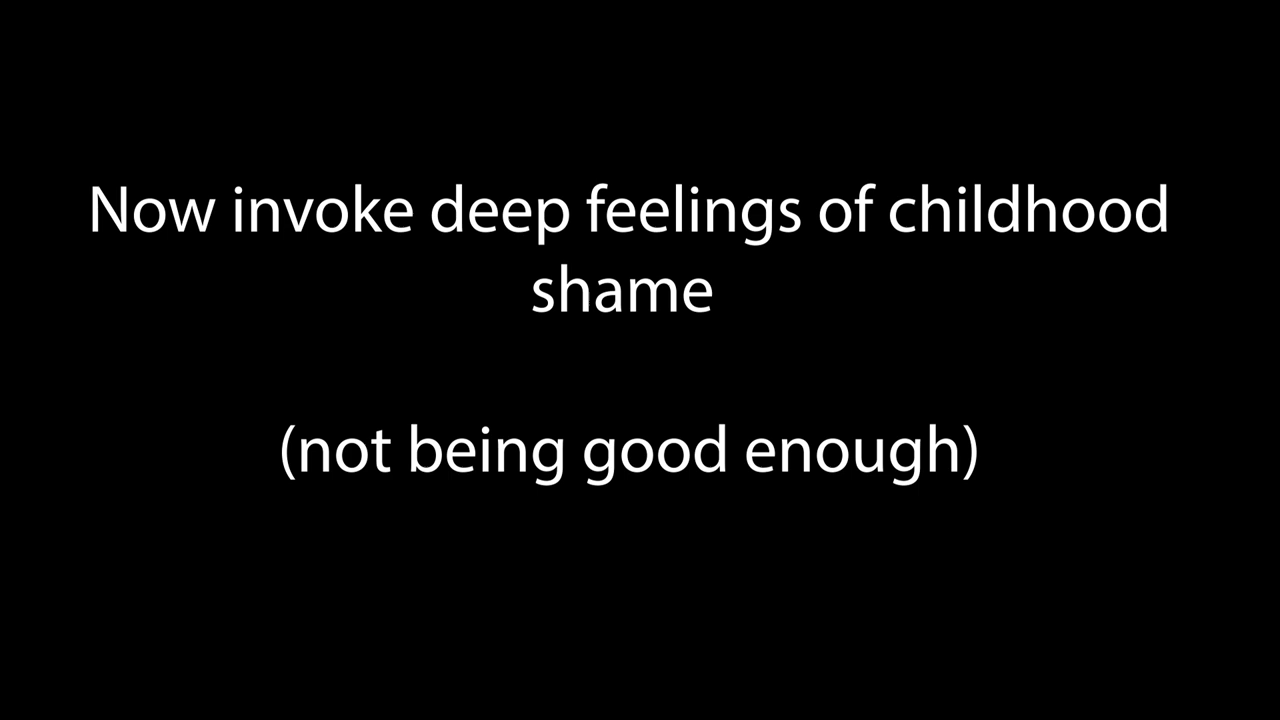 Now invoke deep feelings of childhood
shame
(not being good enough)